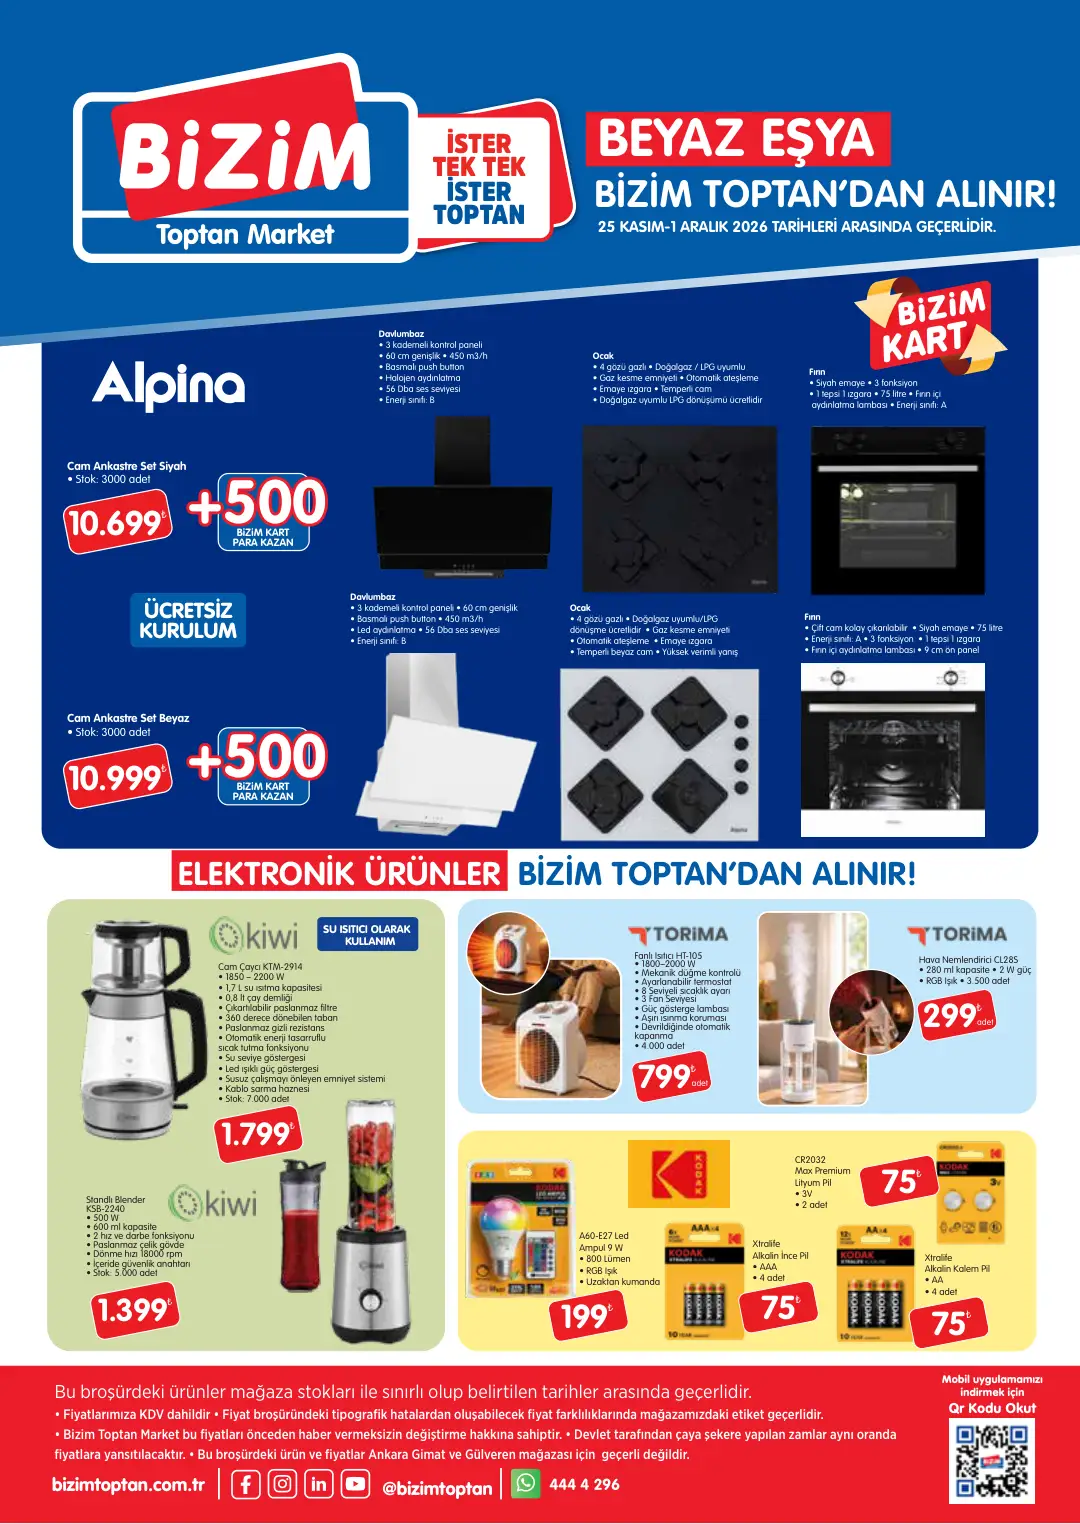 BiZiM
Toptan Market
İSTER
TEK TEK
İSTER
TOPTAN
BEYAZ EŞYA
BİZİM TOPTAN’DAN ALINIR!
25 KASIM-1 ARALIK 2026 TARİHLERİ ARASINDA GEÇERLİDİR.
BiZiM
KART
Alpina
Davlumbaz
• 3 kademeli kontrol paneli
• 60 cm genişlik • 450 m3/h
• Basmalı push button
• Halojen aydınlatma
• 56 Dba ses seviyesi
• Enerji sınıfı: B
Ocak
• 4 gözü gazlı • Doğalgaz / LPG uyumlu
• Gaz kesme emniyeti • Otomatik ateşleme
• Emaye ızgara • Temperli cam
• Doğalgaz uyumlu LPG dönüşümü ücretlidir
Fırın
• Siyah emaye • 3 fonksiyon
• 1 tepsi 1 ızgara • 75 litre • Fırın içi
aydınlatma lambası • Enerji sınıfı: A
Cam Ankastre Set Siyah
• Stok: 3000 adet
10.699₺
+500
BiZiM KART
PARA KAZAN
ÜCRETSİZ
KURULUM
Davlumbaz
• 3 kademeli kontrol paneli • 60 cm genişlik
• Basmalı push button • 450 m3/h
• Led aydınlatma • 56 Dba ses seviyesi
• Enerji sınıfı: B
Ocak
• 4 gözü gazlı • Doğalgaz uyumlu/LPG
dönüşme ücretlidir • Gaz kesme emniyeti
• Otomatik ateşleme • Emaye ızgara
• Temperli beyaz cam • Yüksek verimli yanış
Fırın
• Çift cam kolay çıkarılabilir • Siyah emaye • 75 litre
• Enerji sınıfı: A • 3 fonksiyon • 1 tepsi 1 ızgara
• Fırın içi aydınlatma lambası • 9 cm ön panel
Cam Ankastre Set Beyaz
• Stok: 3000 adet
10.999₺
+500
BiZiM KART
PARA KAZAN
ELEKTRONİK ÜRÜNLER BİZİM TOPTAN’DAN ALINIR!
kiwi
SU ISITICI OLARAK
KULLANIM
Cam Çaycı KTM-2914
• 1850 – 2200 W
• 1,7 L su ısıtma kapasitesi
• 0,8 lt çay demliği
• Çıkartılabilir paslanmaz filtre
• 360 derece dönebilen taban
• Paslanmaz gizli rezistans
• Otomatik enerji tasarruflu
sıcak tutma fonksiyonu
• Su seviye göstergesi
• Led ışıklı güç göstergesi
• Susuz çalışmayı önleyen emniyet sistemi
• Kablo sarma haznesi
• Stok: 7.000 adet
1.799₺
Standlı Blender
KSB-2240
• 500 W
• 600 ml kapasite
• 2 hız ve darbe fonksiyonu
• Paslanmaz çelik gövde
• Dönme hızı 18000 rpm
• İçeride güvenlik anahtarı
• Stok: 5.000 adet
kiwi
1.399₺
TORİMA
Fanlı Isıtıcı HT-105
• 1800–2000 W
• Mekanik düğme kontrolü
• Ayarlanabilir termostat
• 8 Seviyeli sıcaklık ayarı
• 3 Fan Seviyesi
• Güç gösterge lambası
• Aşırı ısınma koruması
• Devrildiğinde otomatik
kapanma
• 4.000 adet
799₺
adet
TORİMA
Hava Nemlendirici CL28S
• 280 ml kapasite • 2 W güç
• RGB Işık • 3.500 adet
299₺
adet
KODAK
A60-E27 Led
Ampul 9 W
• 800 Lümen
• RGB Işık
• Uzaktan kumanda
199₺
CR2032
Max Premium
Lityum Pil
• 3V
• 2 adet
75₺
KODAK
3V
AAA×4
KODAK
10 YEAR
Xtralife
Alkalin İnce Pil
• AAA
• 4 adet
75₺
KODAK
10 YEAR
Xtralife
Alkalin Kalem Pil
• AA
• 4 adet
75₺
Bu broşürdeki ürünler mağaza stokları ile sınırlı olup belirtilen tarihler arasında geçerlidir.
• Fiyatlarımıza KDV dahildir • Fiyat broşüründeki tipografik hatalardan oluşabilecek fiyat farklılıklarında mağazamızdaki etiket geçerlidir.
• Bizim Toptan Market bu fiyatları önceden haber vermeksizin değiştirme hakkına sahiptir. • Devlet tarafından çaya şekere yapılan zamlar aynı oranda
fiyatlara yansıtılacaktır. • Bu broşürdeki ürün ve fiyatlar Ankara Gimat ve Gülveren mağazası için geçerli değildir.
bizimtoptan.com.tr
@bizimtoptan
444 4 296
Mobil uygulamamızı
indirmek için
Qr Kodu Okut